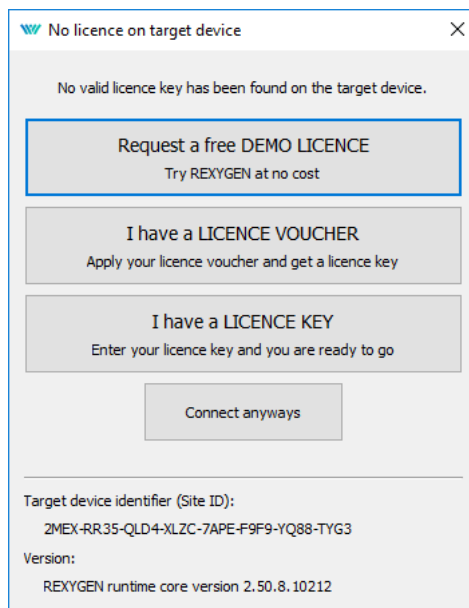 No licence on target device
No valid licence key has been found on the target device.
Request a free DEMO LICENCE
Try REXYGEN at no cost
I have a LICENCE VOUCHER
Apply your licence voucher and get a licence key
I have a LICENCE KEY
Enter your licence key and you are ready to go
Connect anyways
Target device identifier (Site ID):
2MEX-RR35-QLD4-XLZC-7APE-F9F9-YQ88-TYG3
Version:
REXYGEN runtime core version 2.50.8.10212